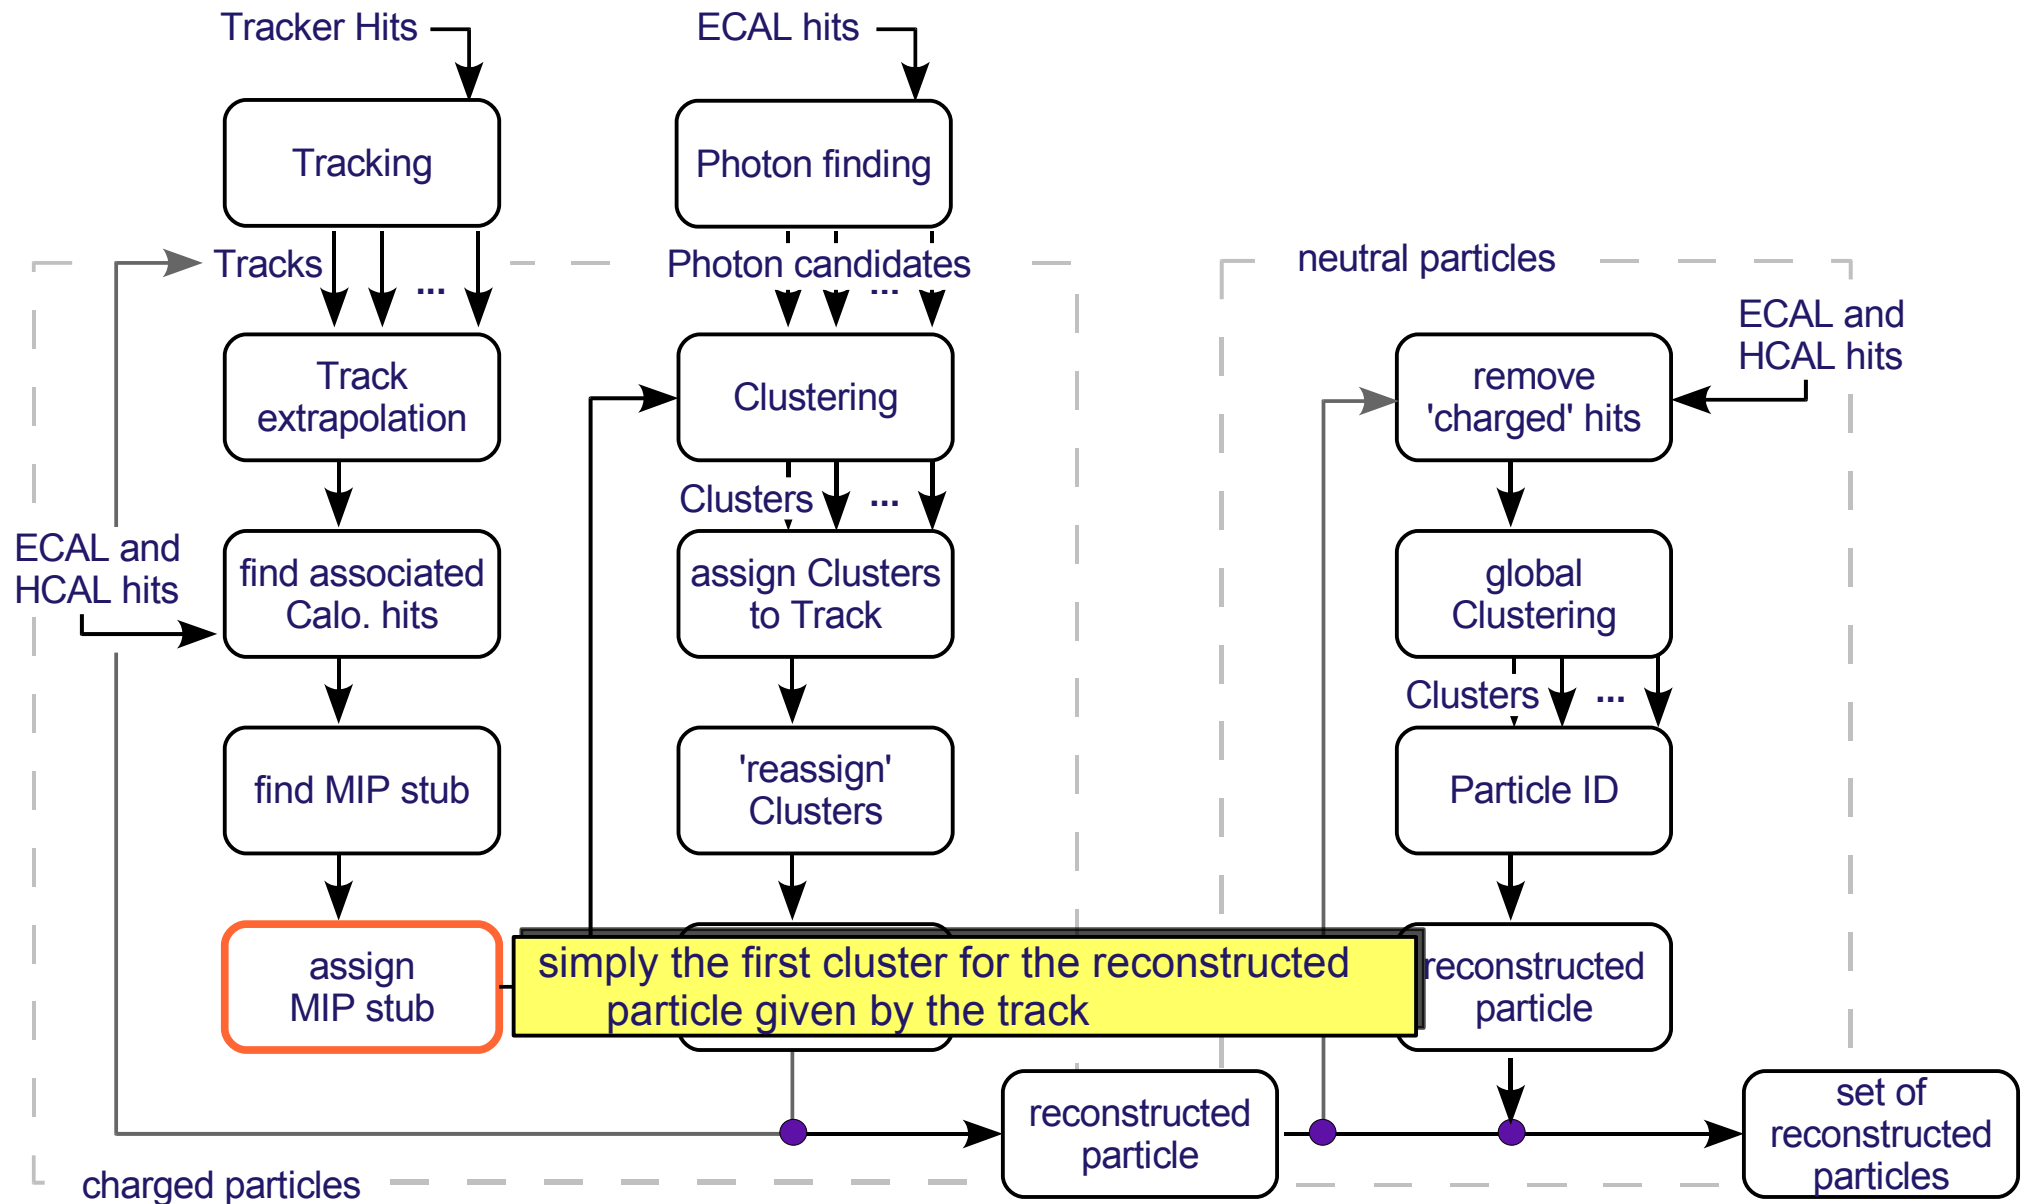 Tracker Hits
ECAL hits
Tracking
Photon finding
Tracks
...
Photon candidates
...
neutral particles
ECAL and
HCAL hits
Track
extrapolation
Clustering
remove
'charged' hits
Clusters
...
ECAL and
HCAL hits
find associated
Calo. hits
assign Clusters
to Track
global
Clustering
Clusters
...
find MIP stub
'reassign'
Clusters
Particle ID
assign
MIP stub
simply the first cluster for the reconstructed
particle given by the track
reconstructed
particle
reconstructed
particle
set of
reconstructed
particles
charged particles